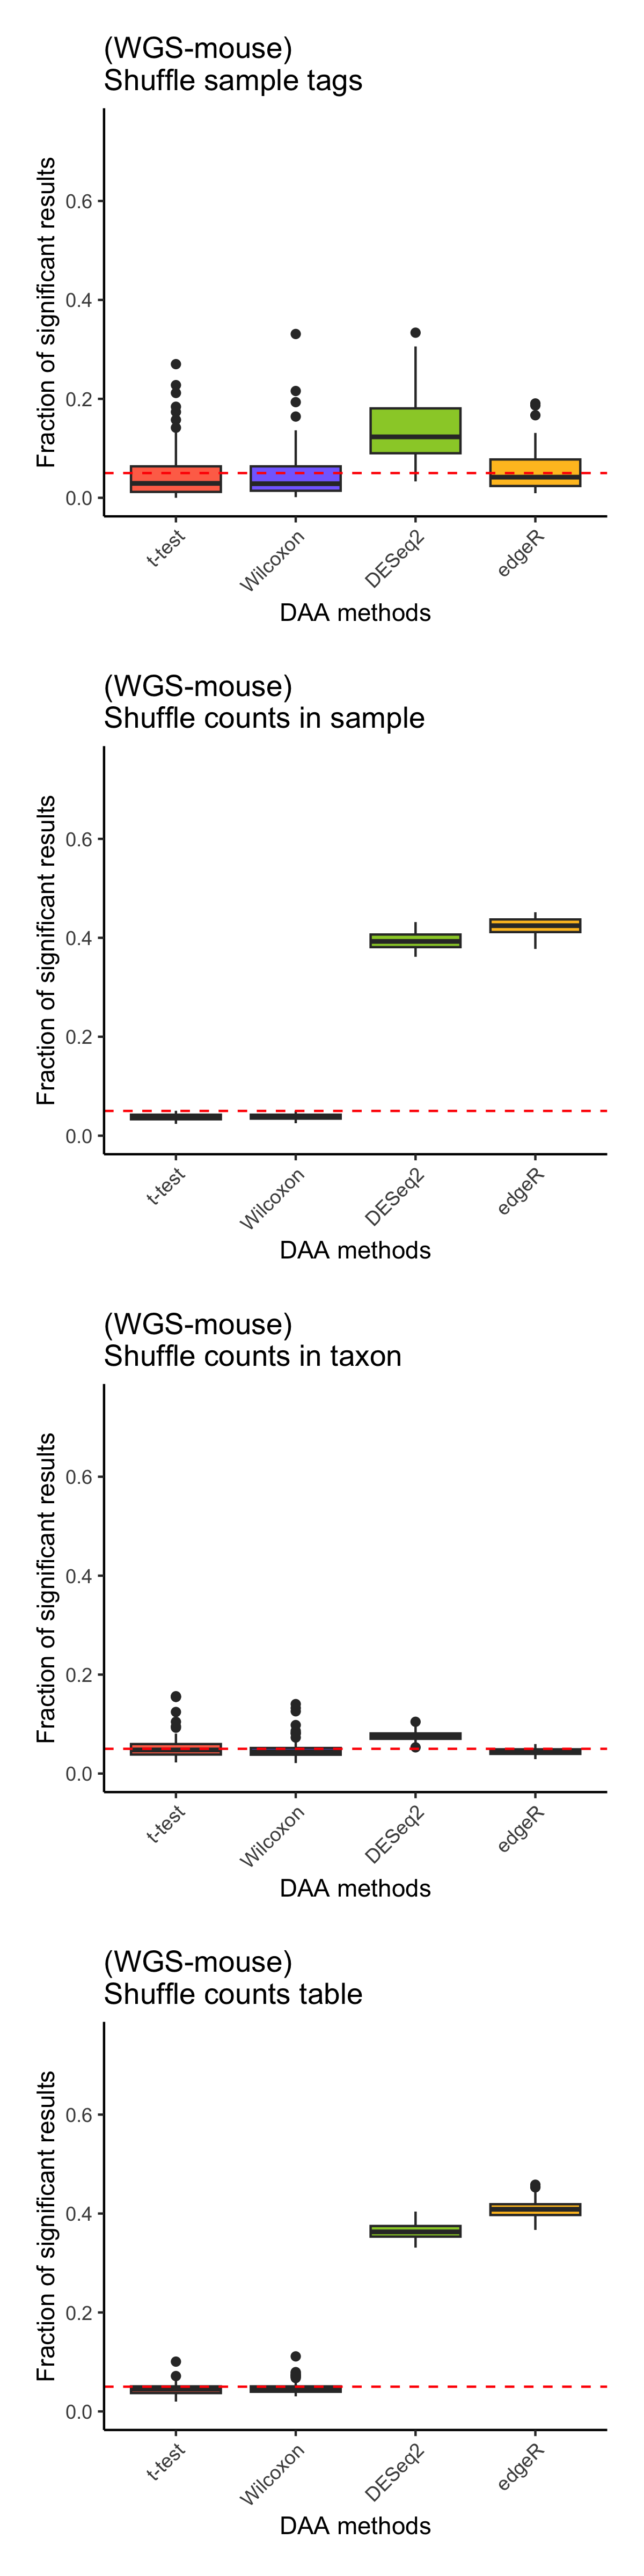 (WGS-mouse)
Shuffle sample tags
Fraction of significant results
0.6
0.4
0.2
0.0
t-test
Wilcoxon
DESeq2
edgeR
DAA methods
(WGS-mouse)
Shuffle counts in sample
Fraction of significant results
0.6
0.4
0.2
0.0
t-test
Wilcoxon
DESeq2
edgeR
DAA methods
(WGS-mouse)
Shuffle counts in taxon
Fraction of significant results
0.6
0.4
0.2
0.0
t-test
Wilcoxon
DESeq2
edgeR
DAA methods
(WGS-mouse)
Shuffle counts table
Fraction of significant results
0.6
0.4
0.2
0.0
t-test
Wilcoxon
DESeq2
edgeR
DAA methods